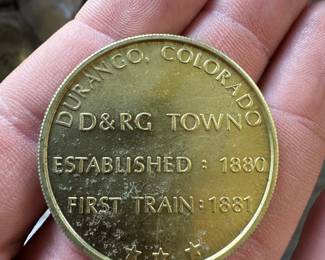 DURANGO, COLORADO
D&RG TOWN
ESTABLISHED: 1880
FIRST TRAIN: 1881